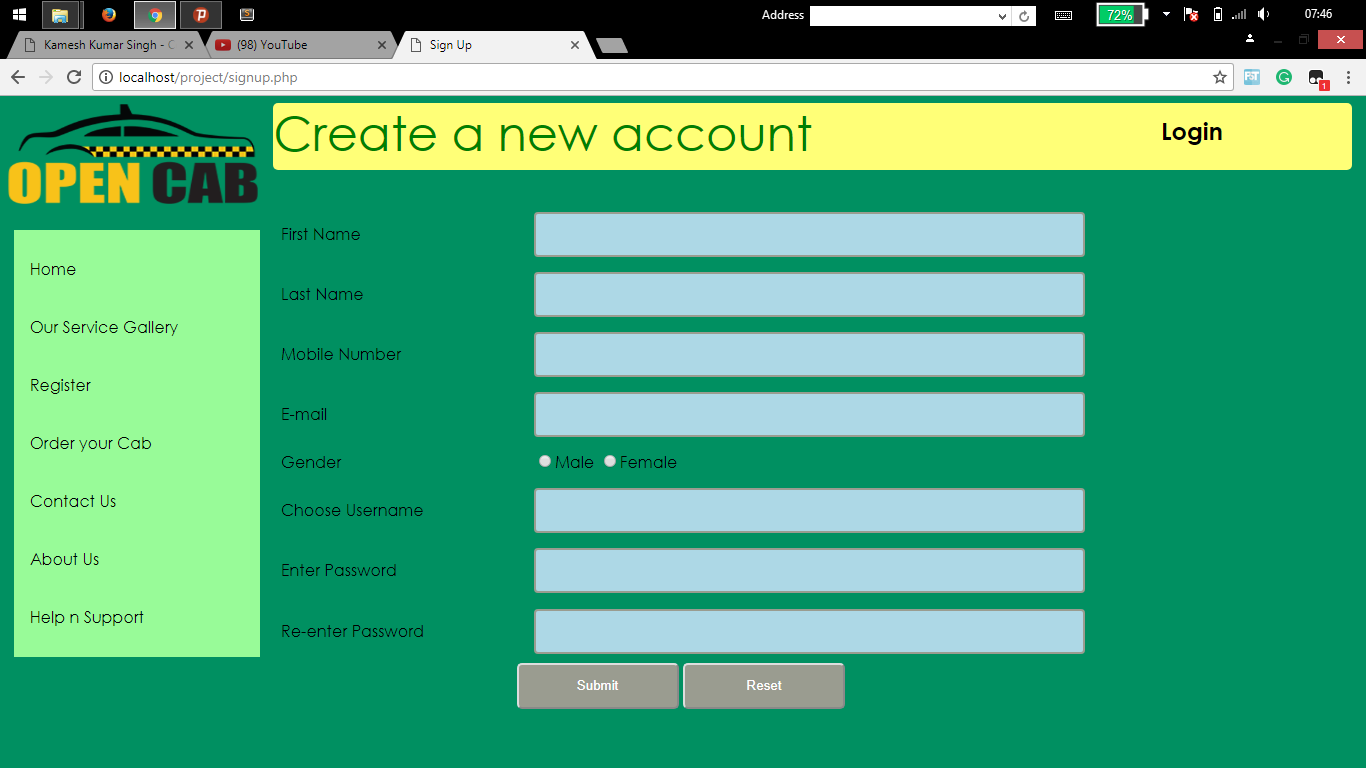 Address
72%
07:46
Kamesh Kumar Singh - C
(98) YouTube
Sign Up
localhost/project/signup.php
1
OPEN CAB
Create a new account
Login
Home
Our Service Gallery
Register
Order your Cab
Contact Us
About Us
Help n Support
First Name
Last Name
Mobile Number
E-mail
Gender
Male Female
Choose Username
Enter Password
Re-enter Password
Submit Reset